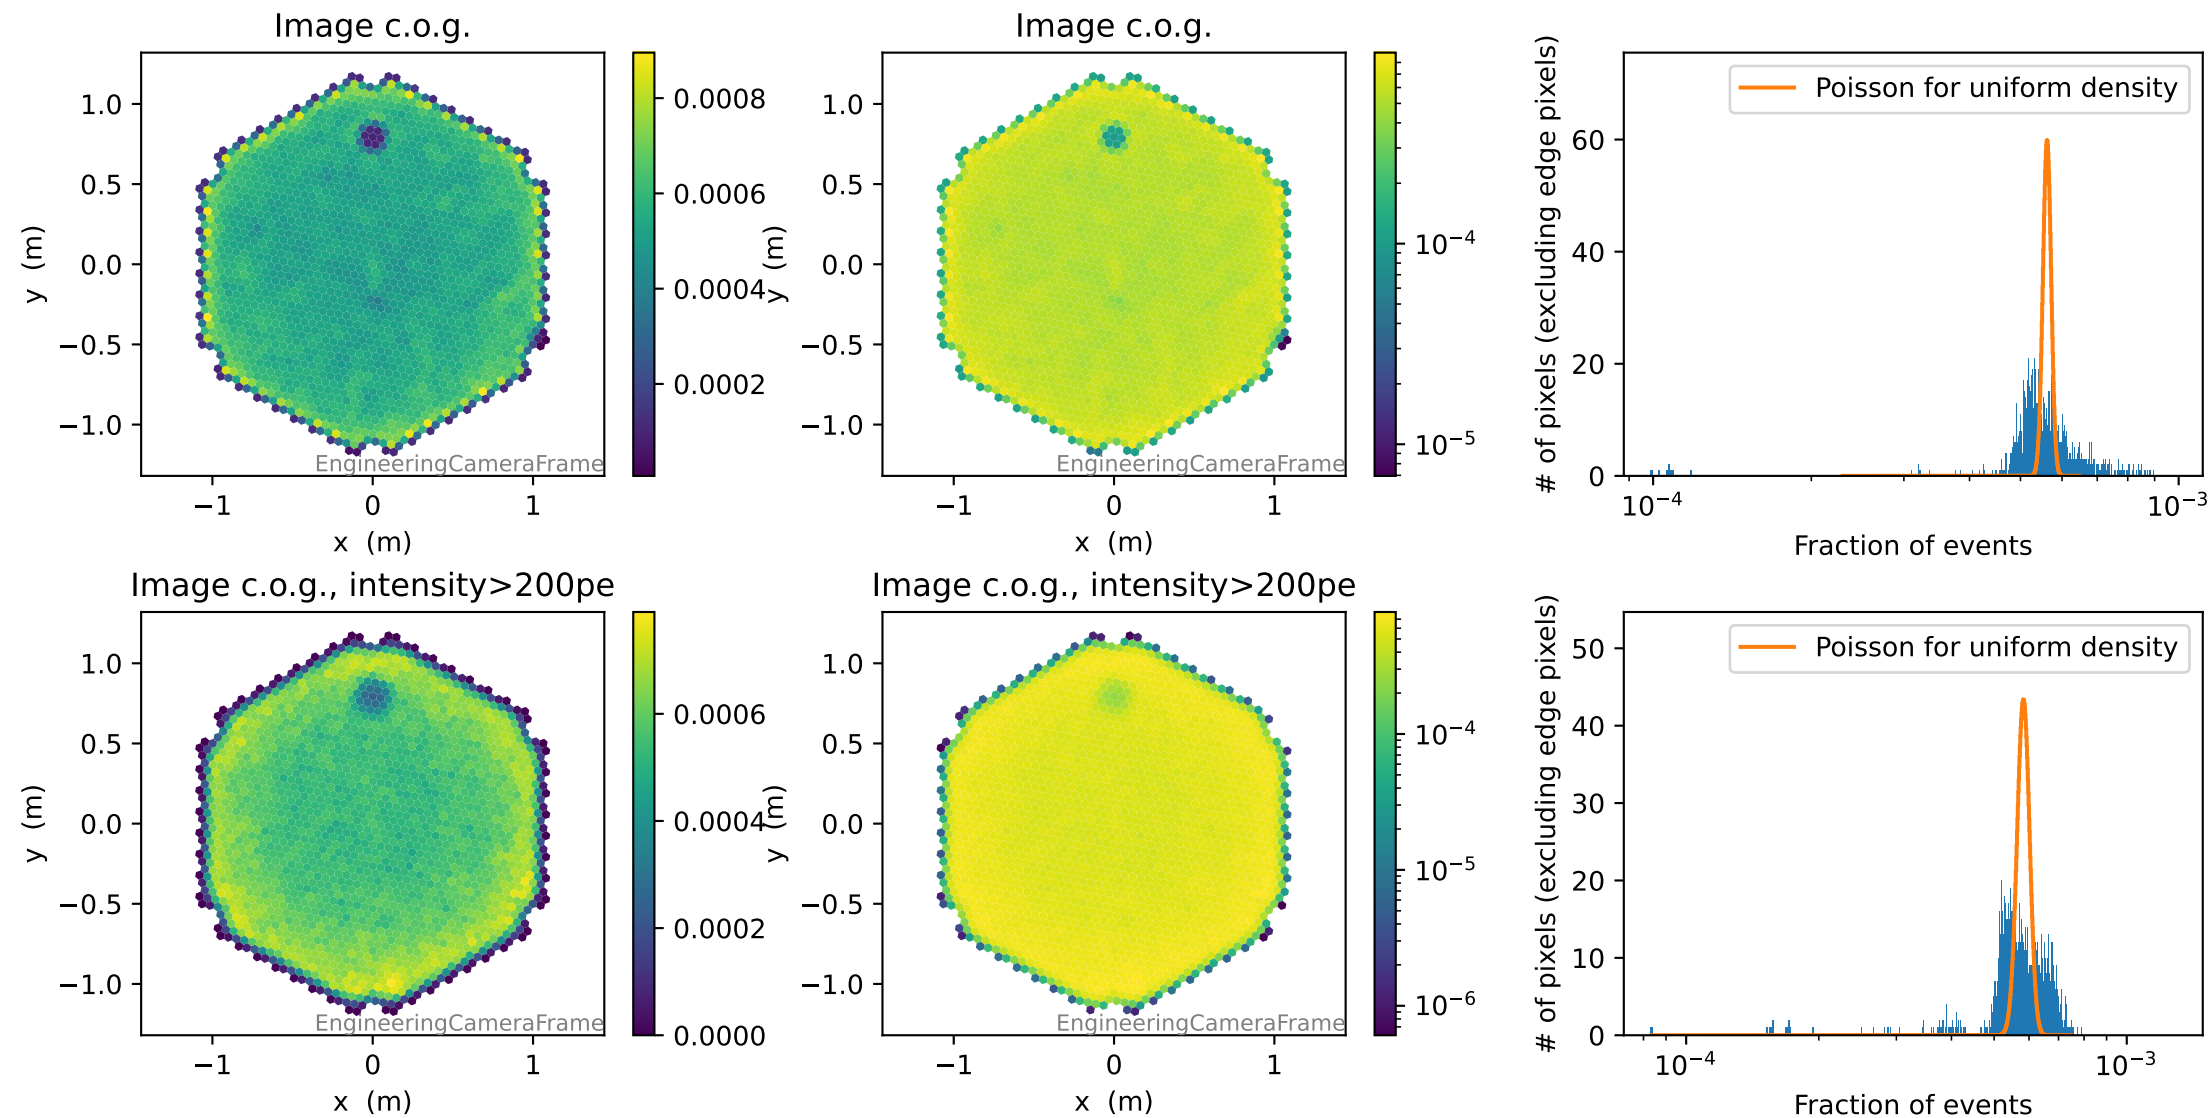 Image c.o.g.
1.0
0.5
0.0
−0.5
−1.0
y (m)
−1
0
1
x (m)
EngineeringCameraFrame
0.0008
0.0006
0.0004
0.0002
Image c.o.g.
1.0
0.5
0.0
−0.5
−1.0
y (m)
−1
0
1
x (m)
EngineeringCameraFrame
10⁻⁴
10⁻⁵
# of pixels (excluding edge pixels)
60
40
20
0
Poisson for uniform density
10⁻⁴
10⁻³
Fraction of events
Image c.o.g., intensity>200pe
1.0
0.5
0.0
−0.5
−1.0
y (m)
−1
0
1
x (m)
EngineeringCameraFrame
0.0006
0.0004
0.0002
0.0000
Image c.o.g., intensity>200pe
1.0
0.5
0.0
−0.5
−1.0
y (m)
−1
0
1
x (m)
EngineeringCameraFrame
10⁻⁴
10⁻⁵
10⁻⁶
# of pixels (excluding edge pixels)
50
40
30
20
10
0
Poisson for uniform density
10⁻⁴
10⁻³
Fraction of events